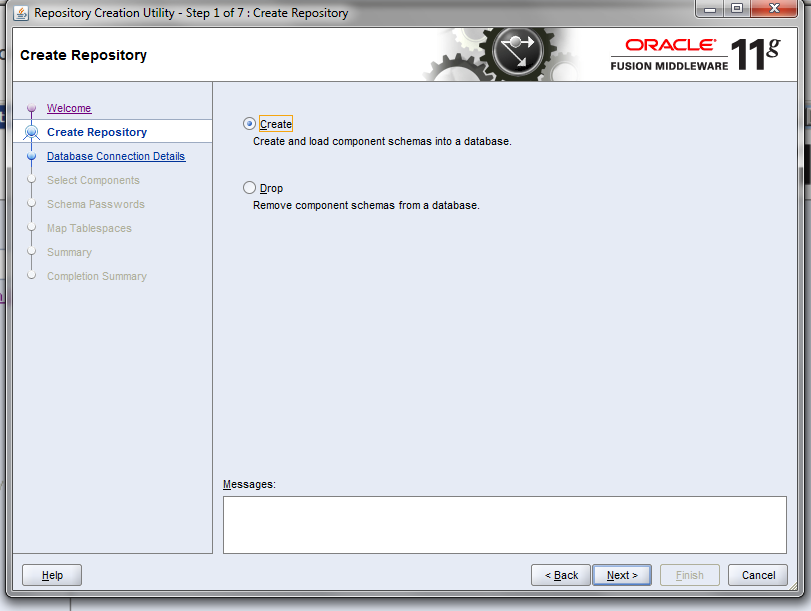 Repository Creation Utility - Step 1 of 7 : Create Repository
Create Repository
ORACLE
FUSION MIDDLEWARE
11g
Welcome
Create Repository
Database Connection Details
Select Components
Schema Passwords
Map Tablespaces
Summary
Completion Summary
Create
Create and load component schemas into a database.
Drop
Remove component schemas from a database.
Messages:
Help
< Back
Next >
Finish
Cancel